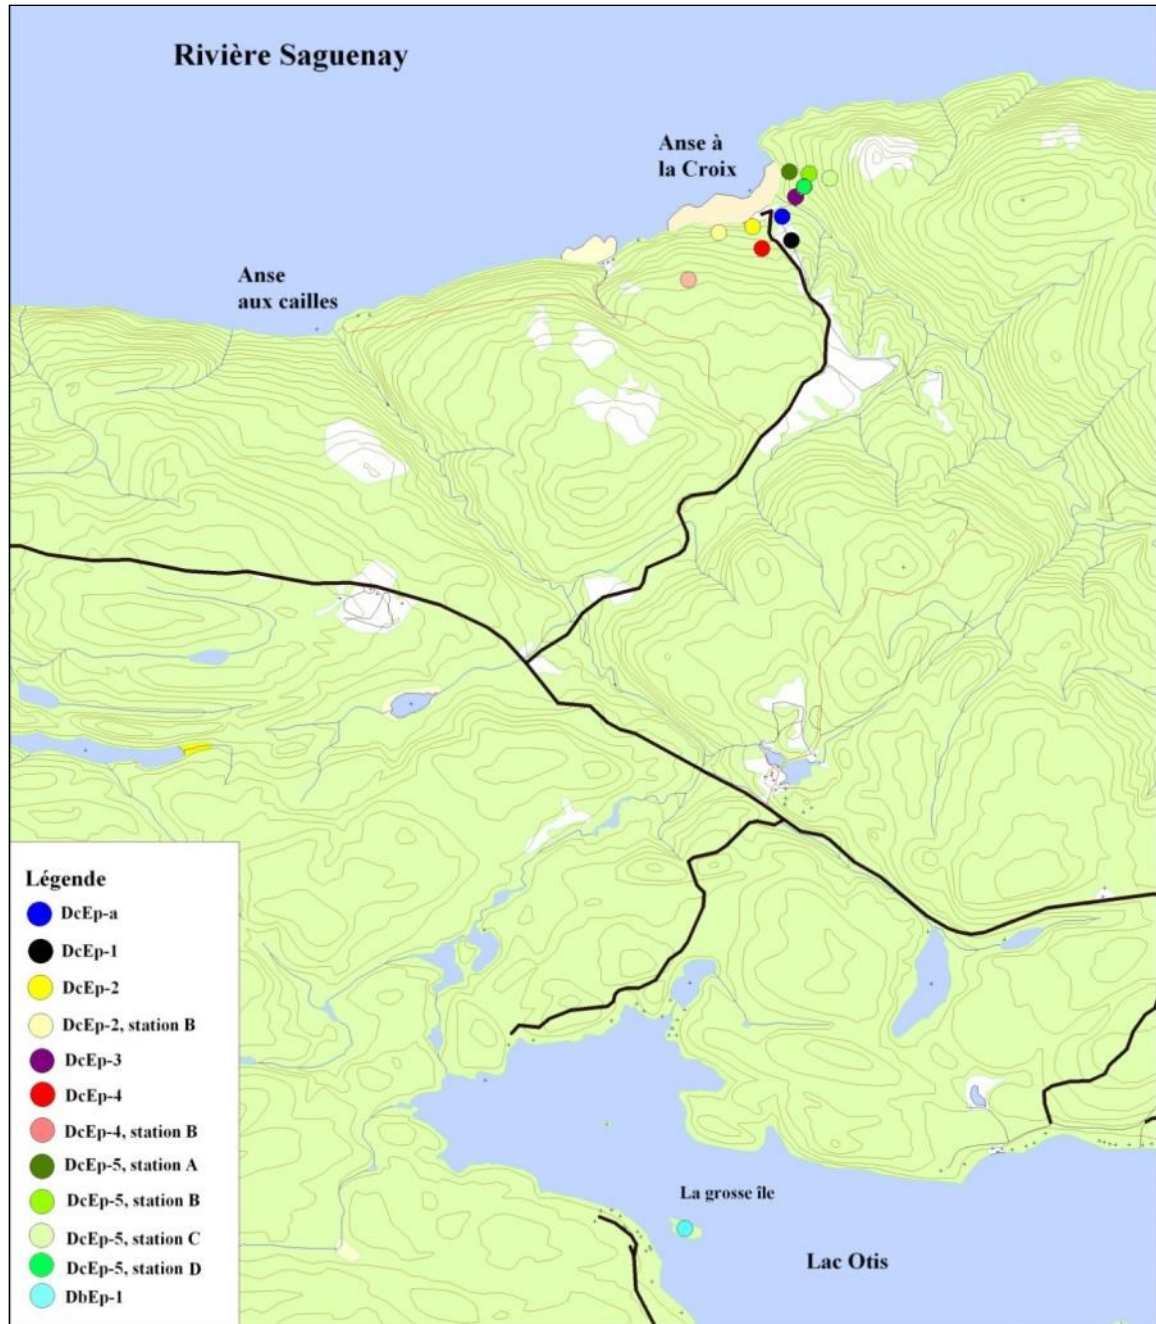 Rivière Saguenay
Anse à
la Croix
Anse
aux cailles
Légende
DcEp-a
DcEp-1
DcEp-2
DcEp-2, station B
DcEp-3
DcEp-4
DcEp-4, station B
DcEp-5, station A
DcEp-5, station B
DcEp-5, station C
DcEp-5, station D
DbEp-1
La grosse île
Lac Otis